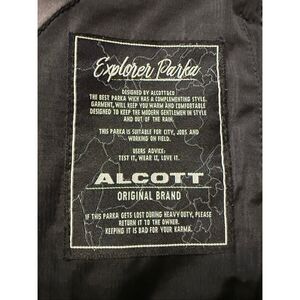 Explorer Parka
DESIGNED BY ALCOTT&CO
THE BEST PARKA WICH HAS A COMPLEMENTING STYLE.
GARMENT, WILL KEEP YOU WARM AND COMFORTABLE
DESIGNED TO KEEP THE MODERN GENTLEMEN IN STYLE
AND OUT OF THE RAIN.
THIS PARKA IS SUITABLE FOR CITY, JOBS AND
WORKING ON FIELD.
USERS ADVICE:
TEST IT, WEAR IT, LOVE IT.
ALCOTT
ORIGINAL BRAND
IF THIS PARKA GETS LOST DURING HEAVY DUTY, PLEASE
RETURN IT TO THE OWNER.
KEEPING IT IS BAD FOR YOUR KARMA.